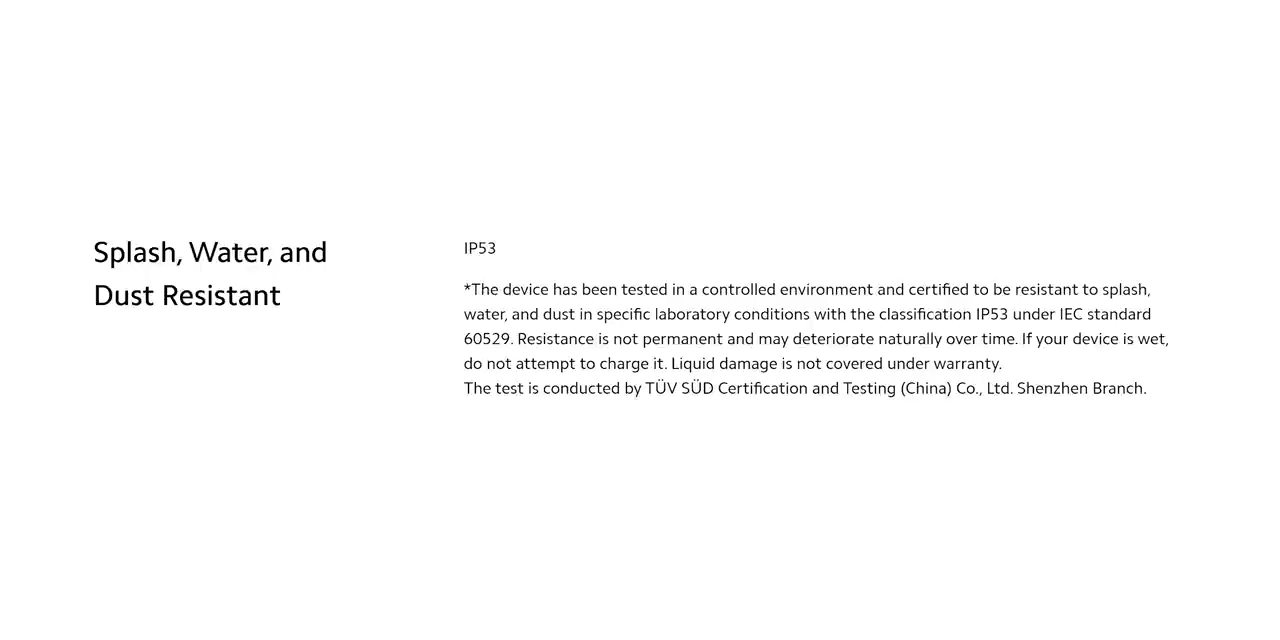 Splash, Water, and
Dust Resistant
IP53
*The device has been tested in a controlled environment and certified to be resistant to splash,
water, and dust in specific laboratory conditions with the classification IP53 under IEC standard
60529. Resistance is not permanent and may deteriorate naturally over time. If your device is wet,
do not attempt to charge it. Liquid damage is not covered under warranty.
The test is conducted by TÜV SÜD Certification and Testing (China) Co., Ltd. Shenzhen Branch.